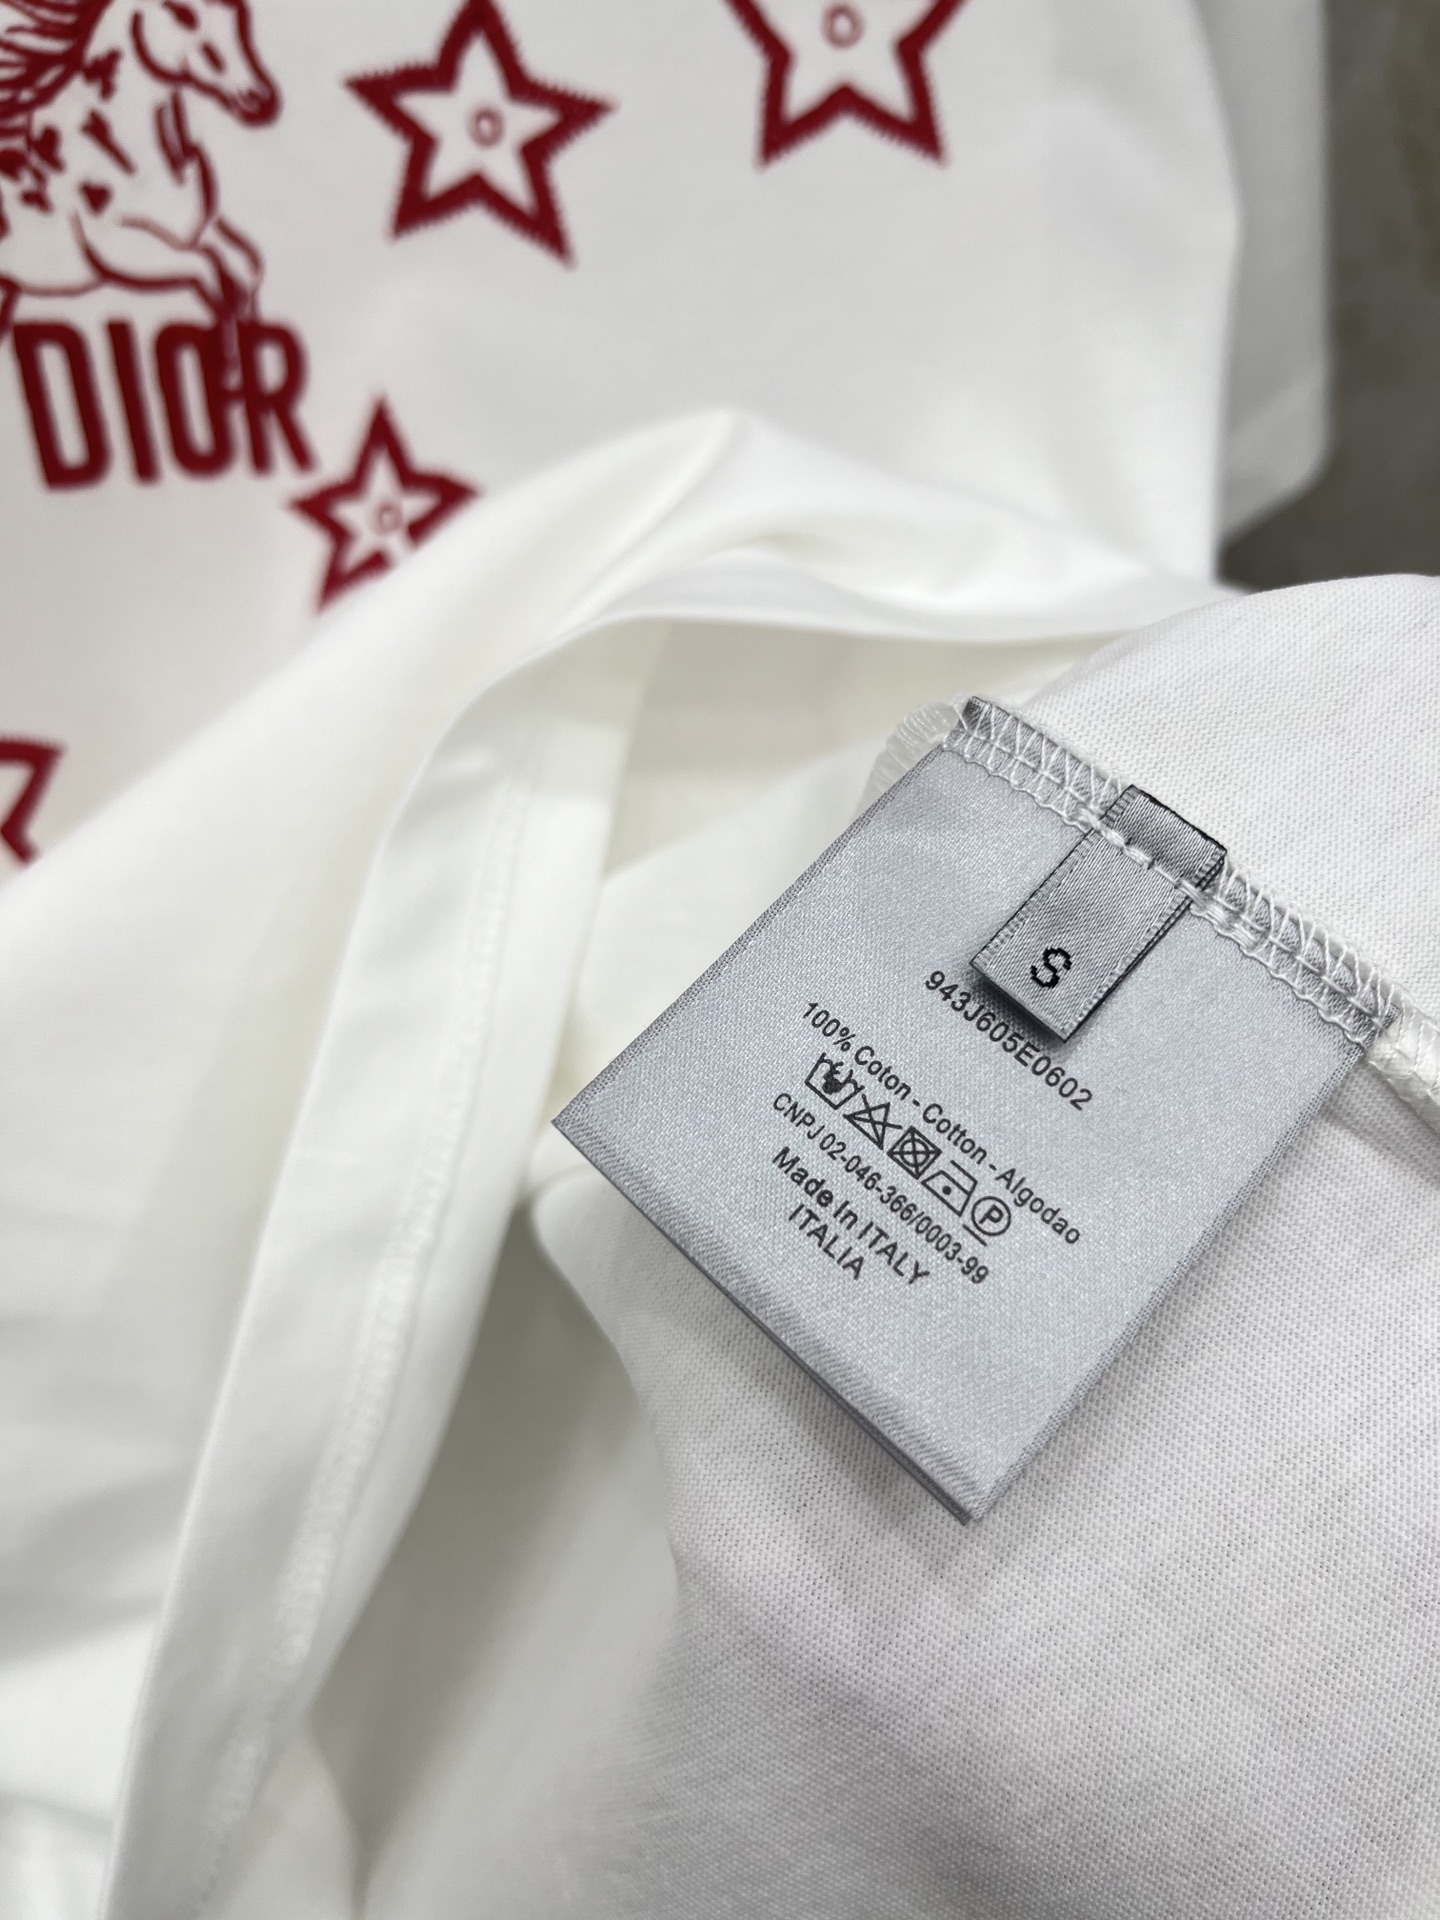 DIOR
S
943J605E0602
100% Coton - Cotton - Algodao
P
CNPJ 02-046-366/0003-99
Made In ITALY
ITALIA